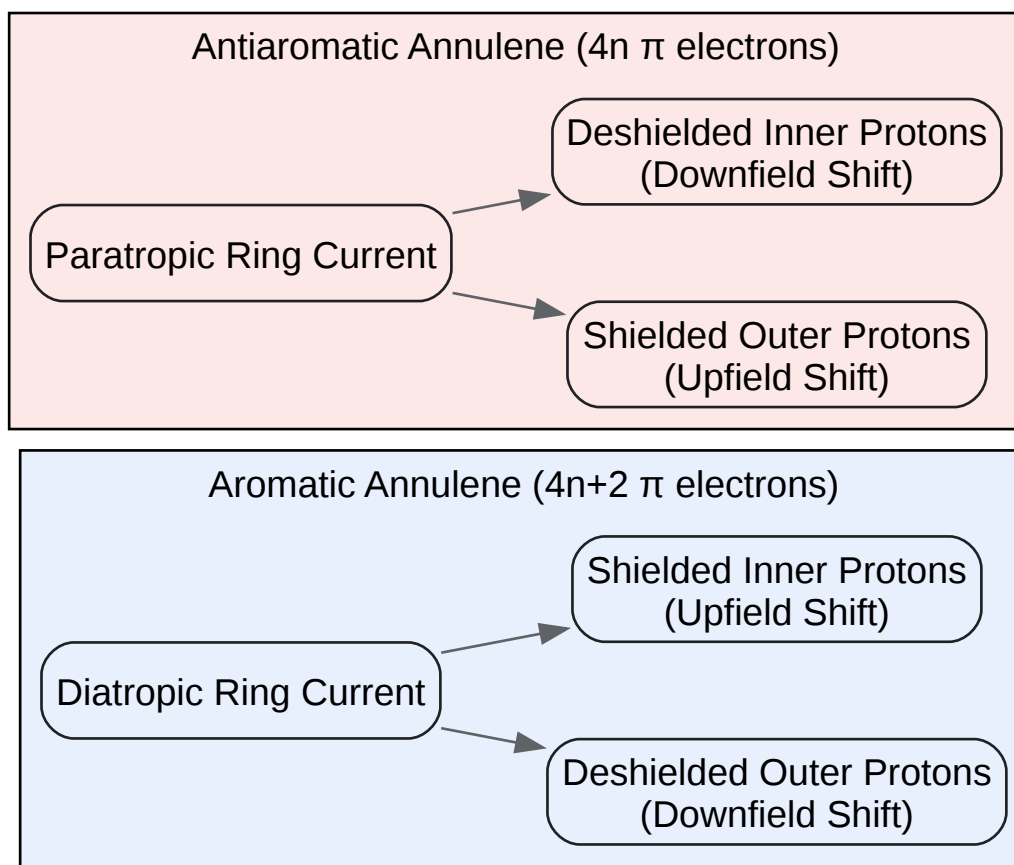 Antiaromatic Annulene (4n π electrons)
Deshielded Inner Protons
(Downfield Shift)
Paratropic Ring Current
Shielded Outer Protons
(Upfield Shift)
Aromatic Annulene (4n+2 π electrons)
Shielded Inner Protons
(Upfield Shift)
Diatropic Ring Current
Deshielded Outer Protons
(Downfield Shift)